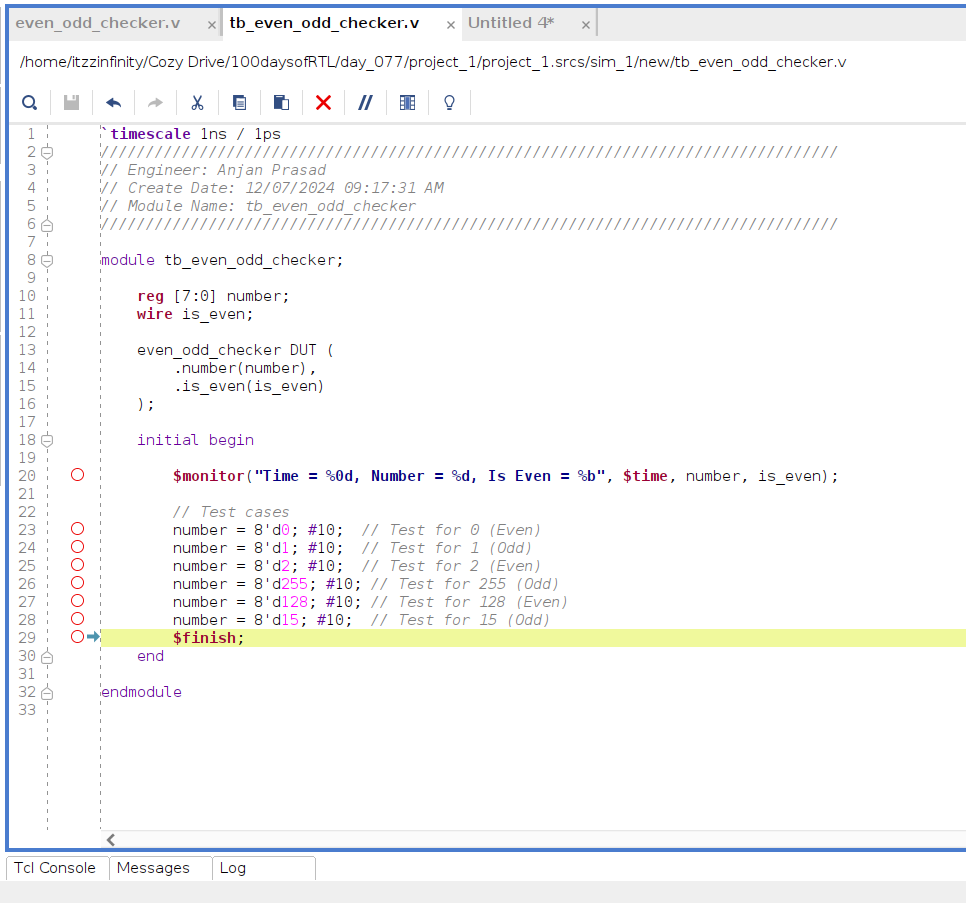 even_odd_checker.v × tb_even_odd_checker.v × Untitled 4* ×
/home/itzzinfinity/Cozy Drive/100daysofRTL/day_077/project_1/project_1.srcs/sim_1/new/tb_even_odd_checker.v
1 `timescale 1ns / 1ps
2 //////////////////////////////////////////////////////////////////////////////////
3 // Engineer: Anjan Prasad
4 // Create Date: 12/07/2024 09:17:31 AM
5 // Module Name: tb_even_odd_checker
6 //////////////////////////////////////////////////////////////////////////////////
7
8 module tb_even_odd_checker;
9
10 reg [7:0] number;
11 wire is_even;
12
13 even_odd_checker DUT (
14 .number(number),
15 .is_even(is_even)
16 );
17
18 initial begin
19
20 $monitor("Time = %0d, Number = %d, Is Even = %b", $time, number, is_even);
21
22 // Test cases
23 number = 8'd0; #10; // Test for 0 (Even)
24 number = 8'd1; #10; // Test for 1 (Odd)
25 number = 8'd2; #10; // Test for 2 (Even)
26 number = 8'd255; #10; // Test for 255 (Odd)
27 number = 8'd128; #10; // Test for 128 (Even)
28 number = 8'd15; #10; // Test for 15 (Odd)
29 $finish;
30 end
31
32 endmodule
33
Tcl Console Messages Log